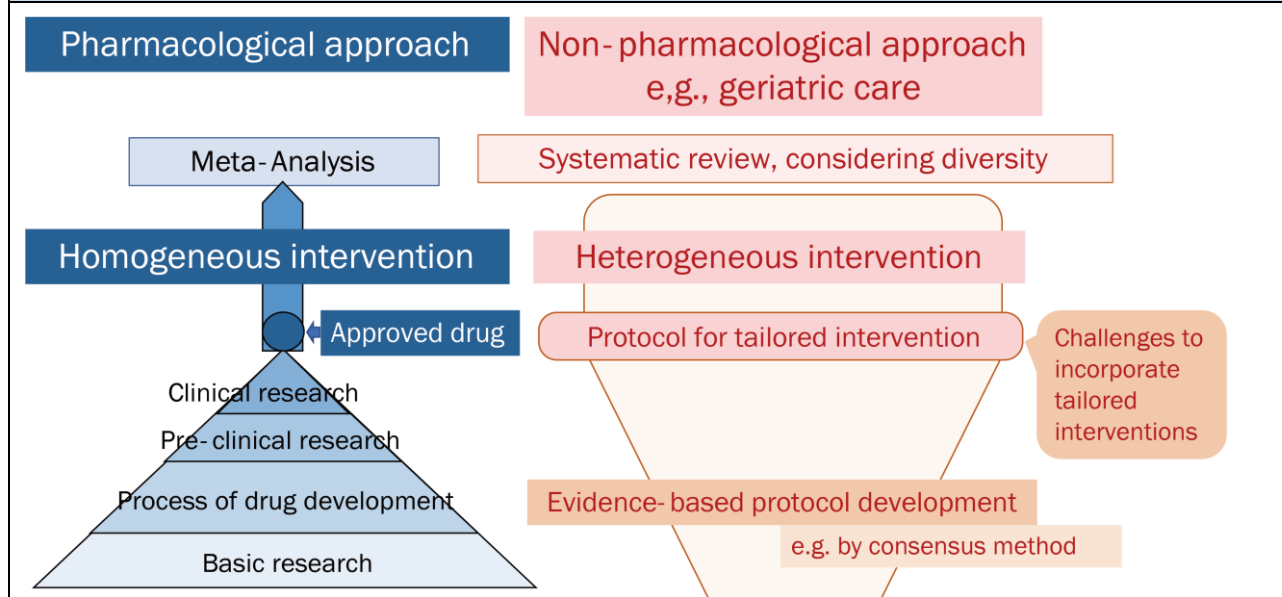 Pharmacological approach
Meta- Analysis
Homogeneous intervention
Approved drug
Clinical research
Pre- clinical research
Process of drug development
Basic research
Non- pharmacological approach
e,g., geriatric care
Systematic review, considering diversity
Heterogeneous intervention
Protocol for tailored intervention
Challenges to
incorporate
tailored
interventions
Evidence- based protocol development
e.g. by consensus method